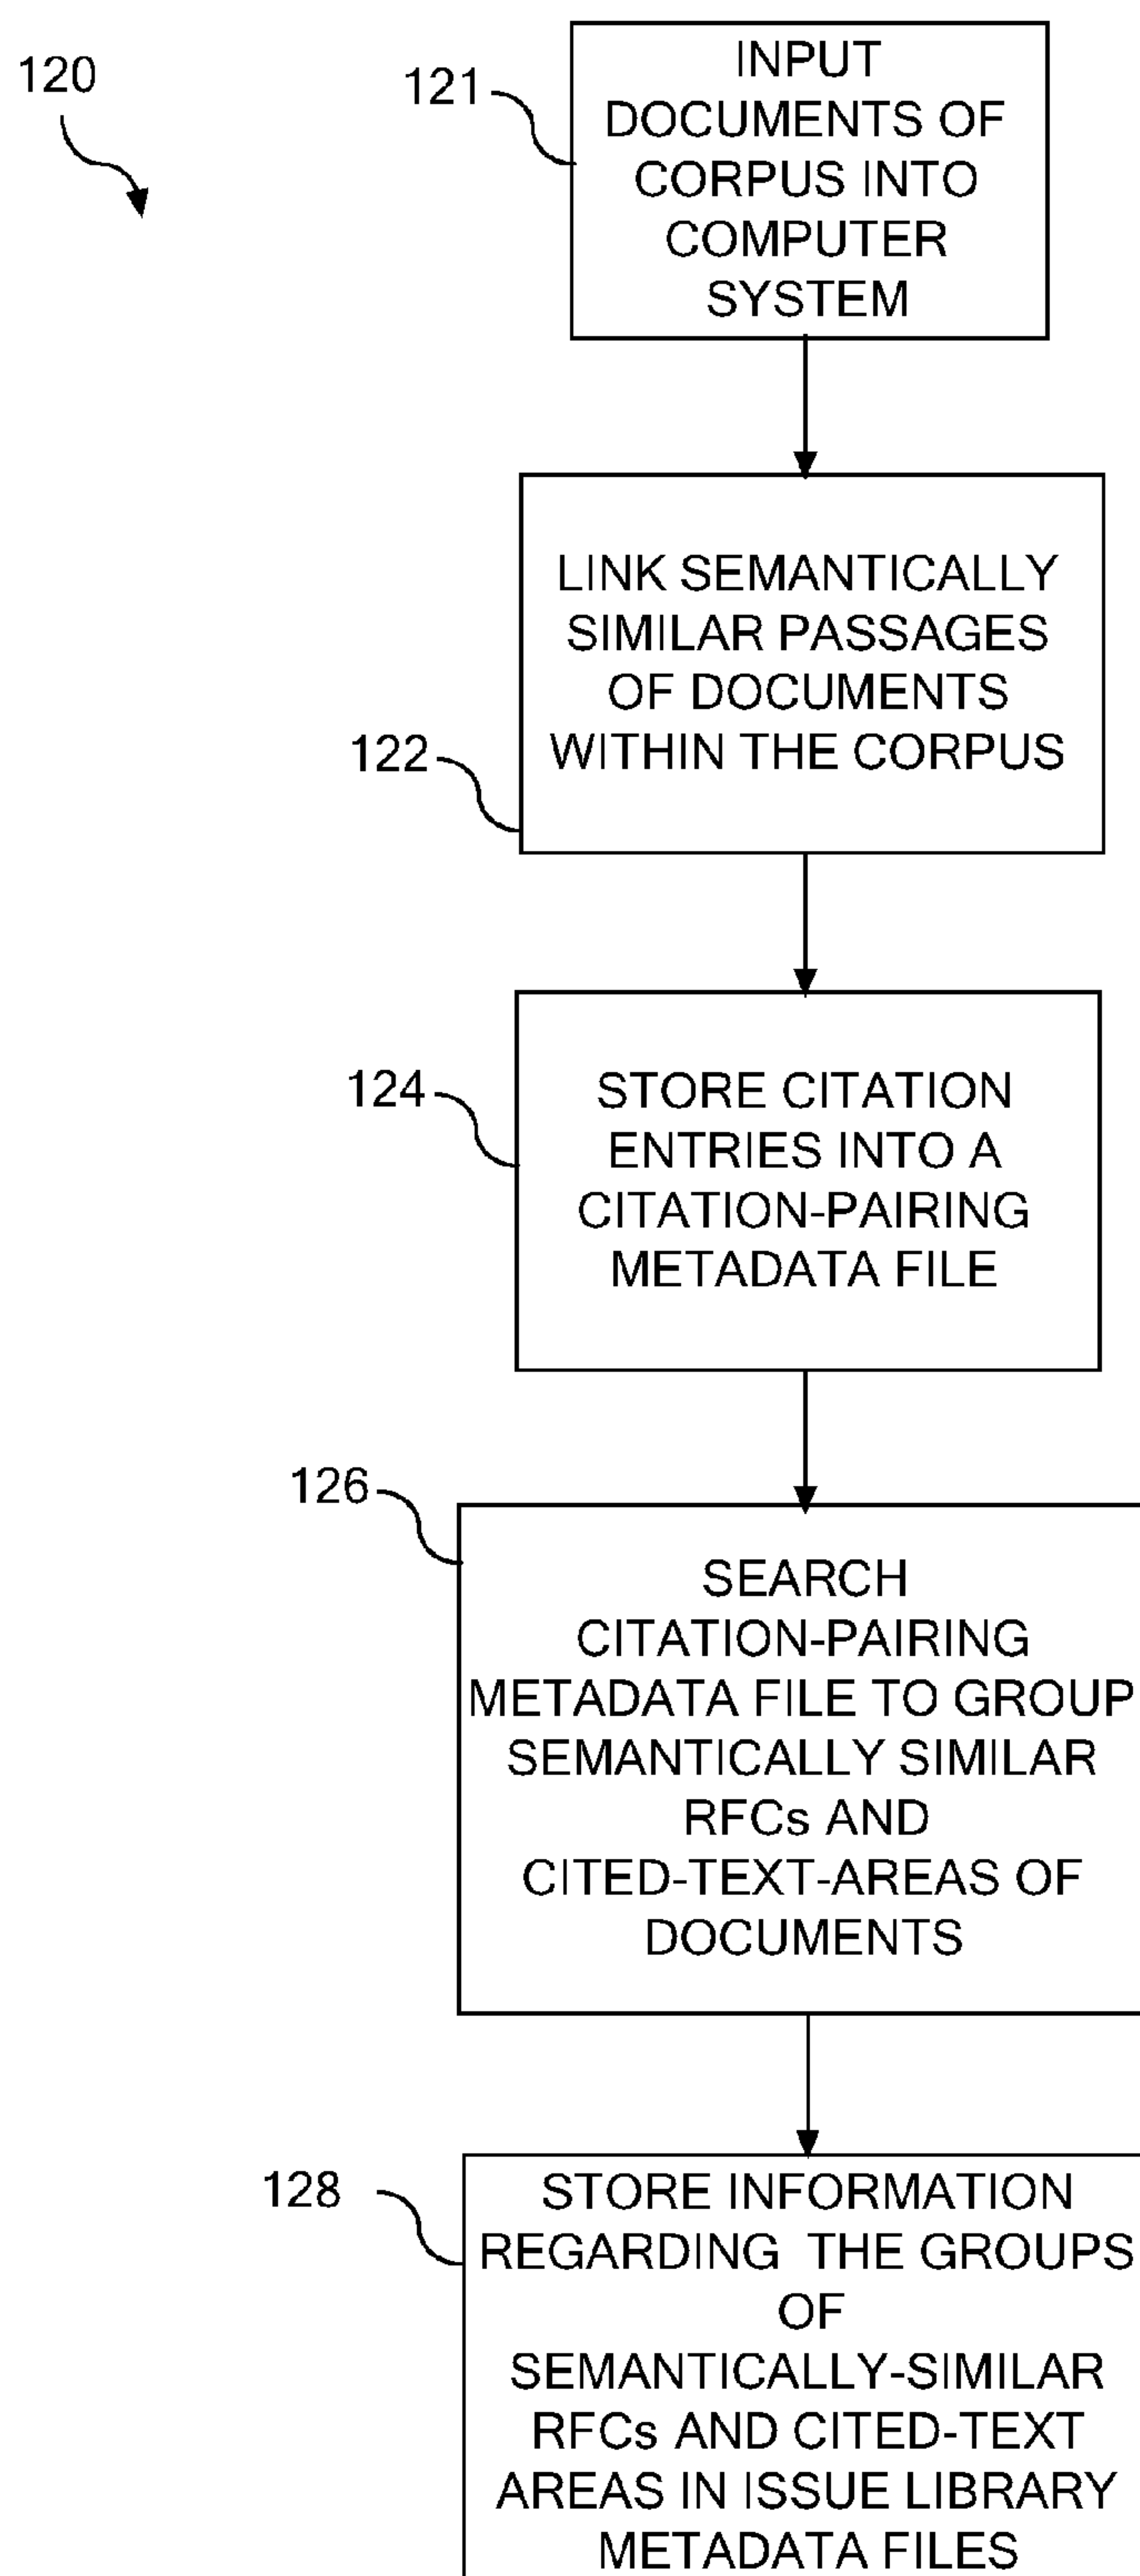 120
121
INPUT
DOCUMENTS OF
CORPUS INTO
COMPUTER
SYSTEM
LINK SEMANTICALLY
SIMILAR PASSAGES
OF DOCUMENTS
WITHIN THE CORPUS
122
124
STORE CITATION
ENTRIES INTO A
CITATION-PAIRING
METADATA FILE
126
SEARCH
CITATION-PAIRING
METADATA FILE TO GROUP
SEMANTICALLY SIMILAR
RFCs AND
CITED-TEXT-AREAS OF
DOCUMENTS
128
STORE INFORMATION
REGARDING THE GROUPS
OF
SEMANTICALLY-SIMILAR
RFCs AND CITED-TEXT
AREAS IN ISSUE LIBRARY
METADATA FILES